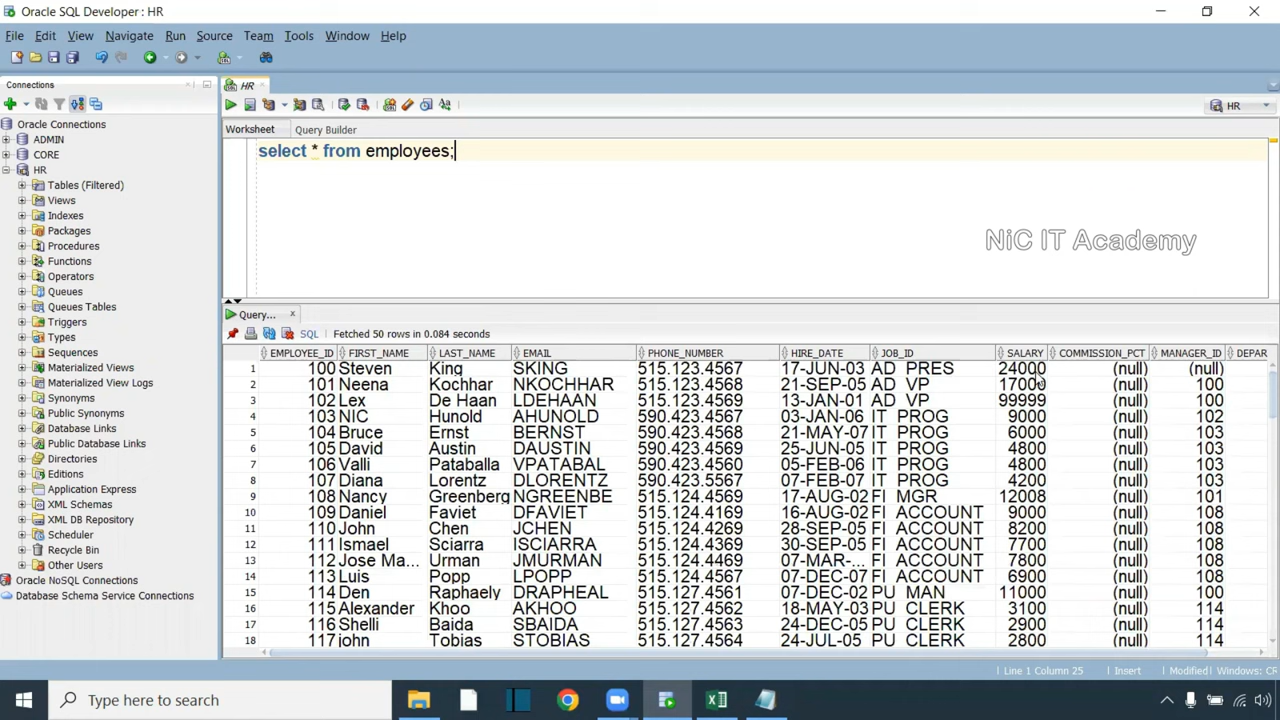 Oracle SQL Developer : HR
File Edit View Navigate Run Source Team Tools Window Help
Connections
HR
HR
Oracle Connections
ADMIN
CORE
HR
Tables (Filtered)
Views
Indexes
Packages
Procedures
Functions
Operators
Queues
Queues Tables
Triggers
Types
Sequences
Materialized Views
Materialized View Logs
Synonyms
Public Synonyms
Database Links
Public Database Links
Directories
Editions
Application Express
XML Schemas
XML DB Repository
Scheduler
Recycle Bin
Other Users
Oracle NoSQL Connections
Database Schema Service Connections
Worksheet Query Builder
select * from employees;
NiC IT Academy
Query...
SQL Fetched 50 rows in 0.084 seconds
EMPLOYEE_ID FIRST_NAME LAST_NAME EMAIL PHONE_NUMBER HIRE_DATE JOB_ID SALARY COMMISSION_PCT MANAGER_ID DEPAR
1 100 Steven King SKING 515.123.4567 17-JUN-03 AD_PRES 24000 (null) (null)
2 101 Neena Kochhar NKOCHHAR 515.123.4568 21-SEP-05 AD_VP 17000 (null) 100
3 102 Lex De Haan LDEHAAN 515.123.4569 13-JAN-01 AD_VP 99999 (null) 100
4 103 NIC Hunold AHUNOLD 590.423.4567 03-JAN-06 IT_PROG 9000 (null) 102
5 104 Bruce Ernst BERNST 590.423.4568 21-MAY-07 IT_PROG 6000 (null) 103
6 105 David Austin DAUSTIN 590.423.4569 25-JUN-05 IT_PROG 4800 (null) 103
7 106 Valli Pataballa VPATABAL 590.423.4560 05-FEB-06 IT_PROG 4800 (null) 103
8 107 Diana Lorentz DLORENTZ 590.423.5567 07-FEB-07 IT_PROG 4200 (null) 103
9 108 Nancy Greenberg NGREENBE 515.124.4569 17-AUG-02 FI_MGR 12008 (null) 101
10 109 Daniel Faviet DFAVIET 515.124.4169 16-AUG-02 FI_ACCOUNT 9000 (null) 108
11 110 John Chen JCHEN 515.124.4269 28-SEP-05 FI_ACCOUNT 8200 (null) 108
12 111 Ismael Sciarra ISCIARRA 515.124.4369 30-SEP-05 FI_ACCOUNT 7700 (null) 108
13 112 Jose Ma... Urman JMURMAN 515.124.4469 07-MAR-... FI_ACCOUNT 7800 (null) 108
14 113 Luis Popp LPOPP 515.124.4567 07-DEC-07 FI_ACCOUNT 6900 (null) 108
15 114 Den Raphaely DRAPHEAL 515.127.4561 07-DEC-02 PU_MAN 11000 (null) 100
16 115 Alexander Khoo AKHOO 515.127.4562 18-MAY-03 PU_CLERK 3100 (null) 114
17 116 Shelli Baida SBAIDA 515.127.4563 24-DEC-05 PU_CLERK 2900 (null) 114
18 117 john Tobias STOBIAS 515.127.4564 24-JUL-05 PU_CLERK 2800 (null) 114
Line 1 Column 25 Insert Modified Windows: CR
Type here to search